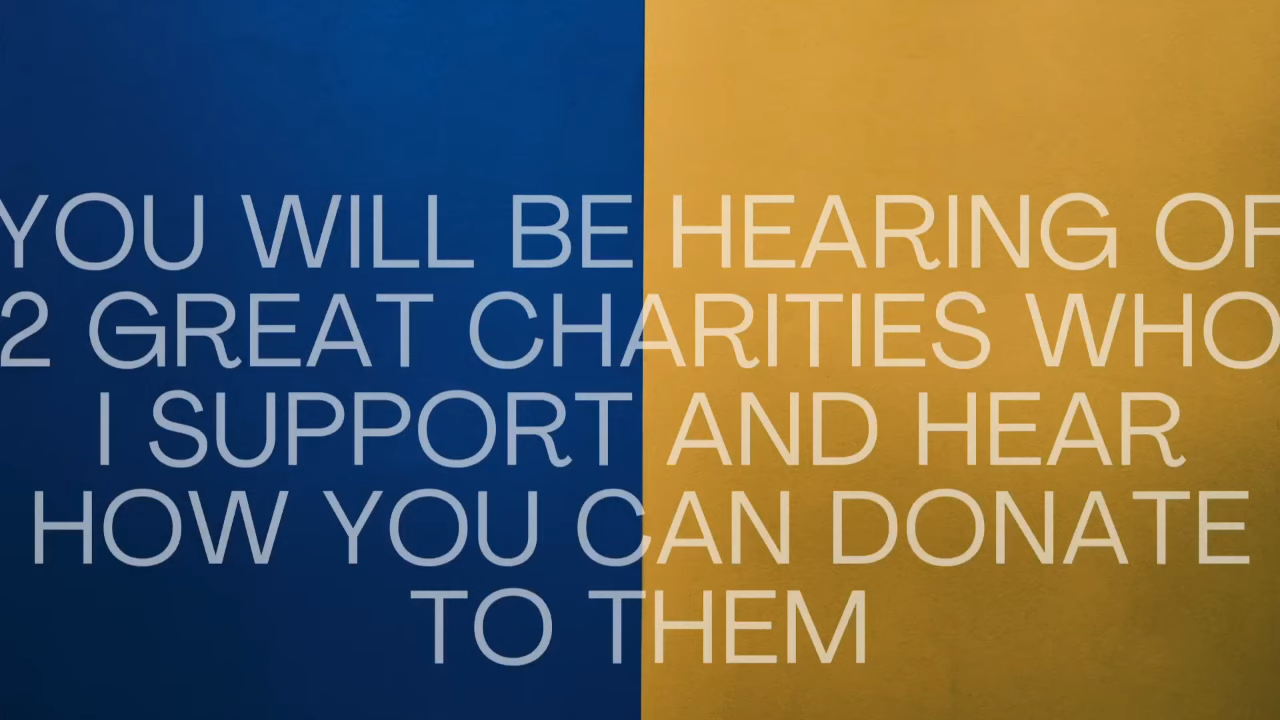 YOU WILL BE HEARING OF
2 GREAT CHARITIES WHO
I SUPPORT AND HEAR
HOW YOU CAN DONATE
TO THEM